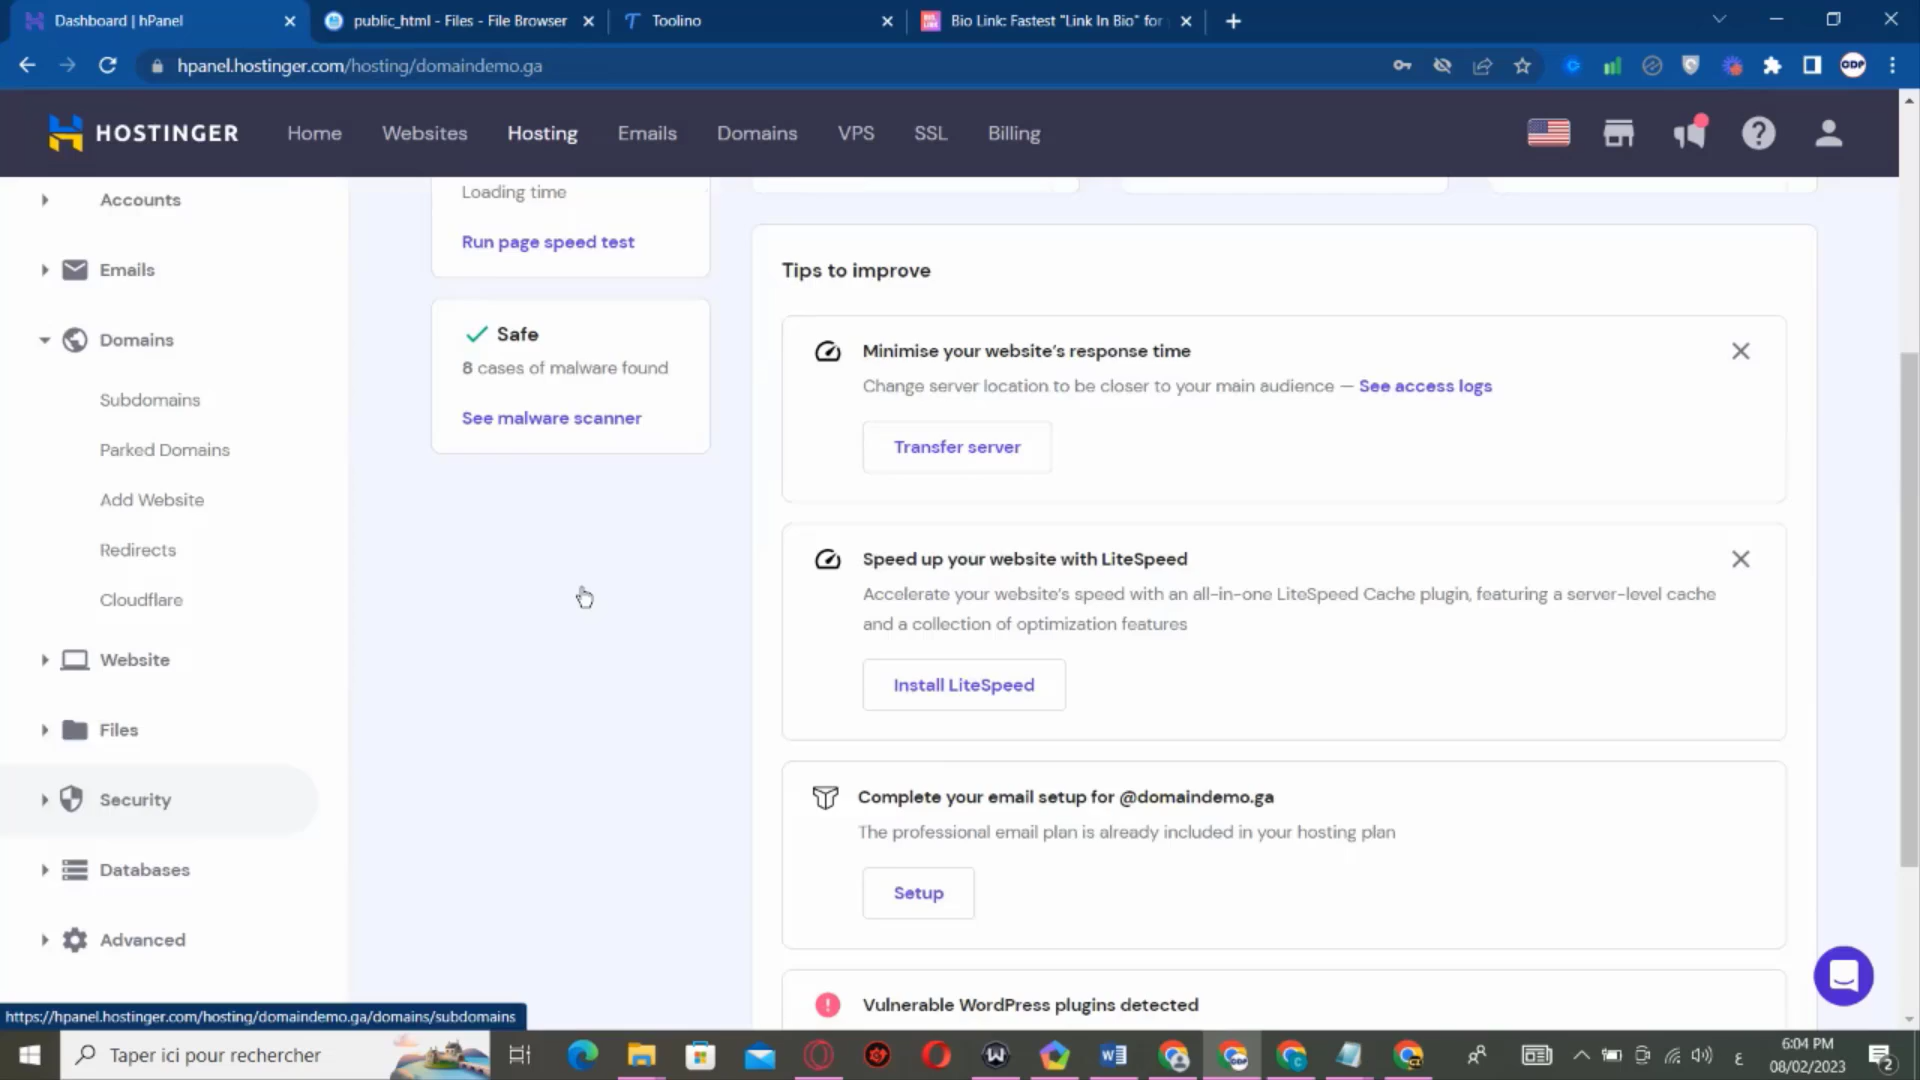 Dashboard | hPanel
public_html - Files - File Browser
Toolino
Bio Link: Fastest "Link In Bio" for
hpanel.hostinger.com/hosting/domaindemo.ga
HOSTINGER
Home
Websites
Hosting
Emails
Domains
VPS
SSL
Billing
Accounts
Emails
Domains
Subdomains
Parked Domains
Add Website
Redirects
Cloudflare
Website
Files
Security
Databases
Advanced
Loading time
Run page speed test
Safe
8 cases of malware found
See malware scanner
Tips to improve
Minimise your website's response time
Change server location to be closer to your main audience — See access logs
Transfer server
Speed up your website with LiteSpeed
Accelerate your website's speed with an all-in-one LiteSpeed Cache plugin, featuring a server-level cache
and a collection of optimization features
Install LiteSpeed
Complete your email setup for @domaindemo.ga
The professional email plan is already included in your hosting plan
Setup
Vulnerable WordPress plugins detected
https://hpanel.hostinger.com/hosting/domaindemo.ga/domains/subdomains
Taper ici pour rechercher
ع
6:04 PM
08/02/2023
2